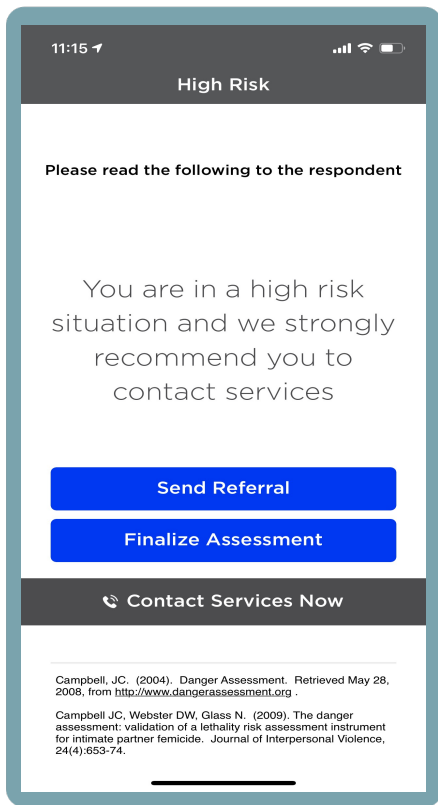 11:15
High Risk
Please read the following to the respondent
You are in a high risk
situation and we strongly
recommend you to
contact services
Send Referral
Finalize Assessment
Contact Services Now
Campbell, JC. (2004). Danger Assessment. Retrieved May 28,
2008, from http://www.dangerassessment.org .
Campbell JC, Webster DW, Glass N. (2009). The danger
assessment: validation of a lethality risk assessment instrument
for intimate partner femicide. Journal of Interpersonal Violence,
24(4):653-74.